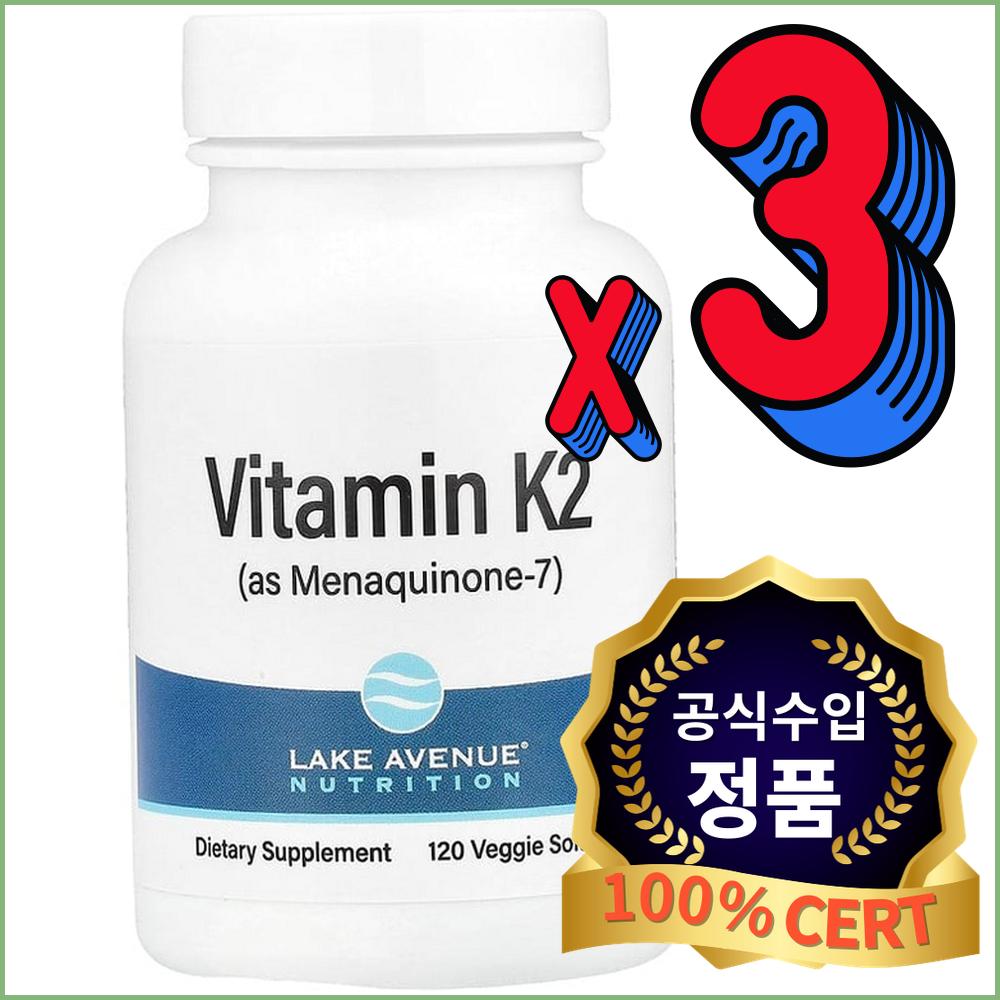 x 3
Vitamin K2
(as Menaquinone-7)
LAKE AVENUE®
NUTRITION
Dietary Supplement 120 Veggie
공식수입
정품
100% CERT